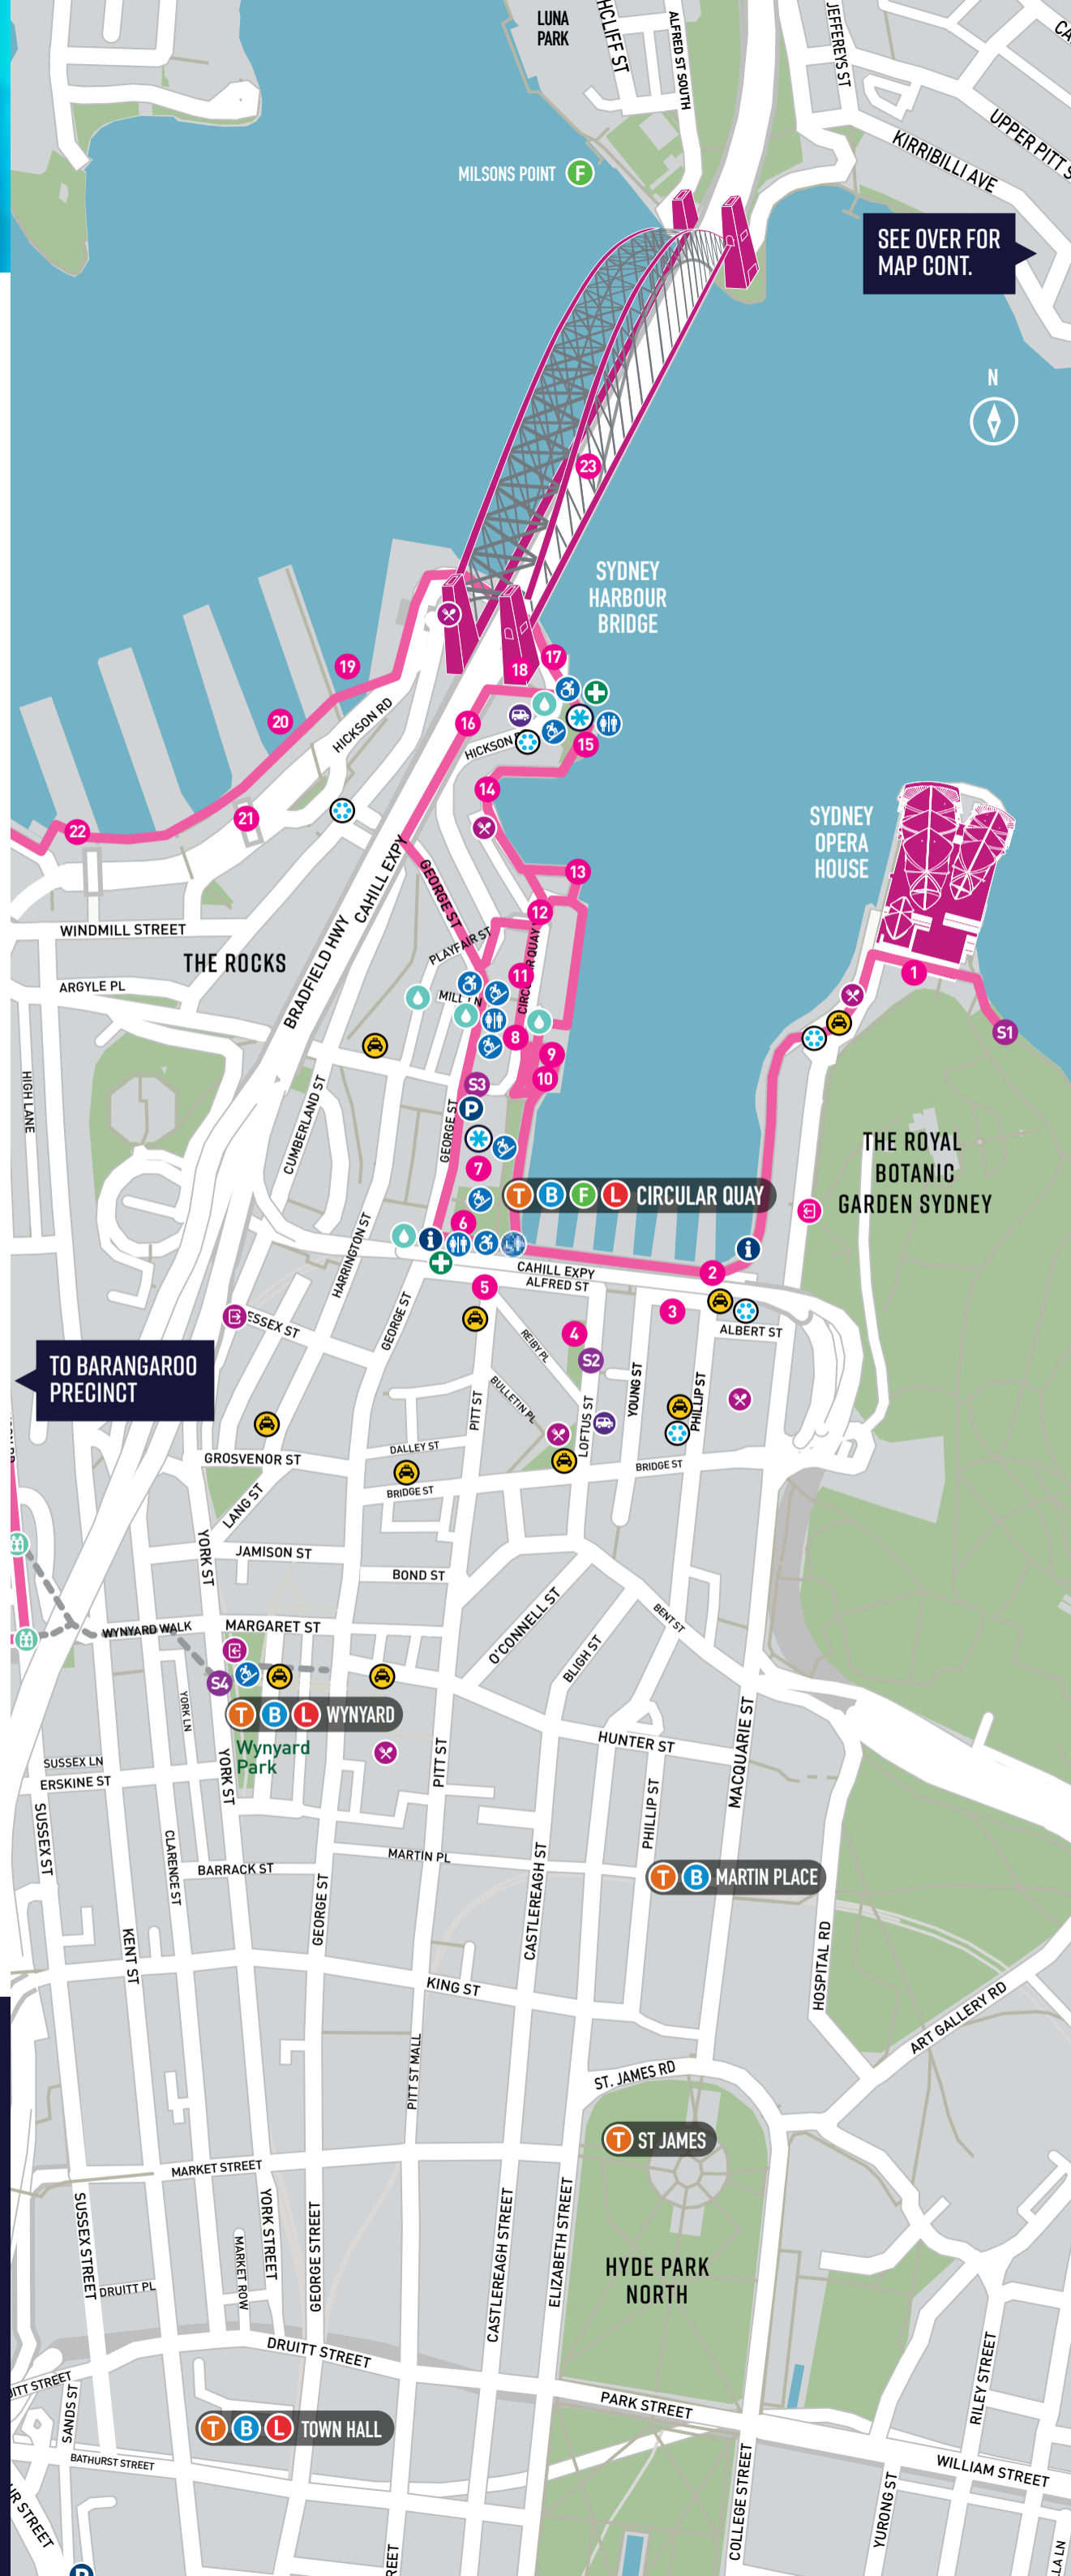 LUNA
PARK
ALFRED ST SOUTH
JEFFEREYS ST
UPPER PITT S
KIRRIBILLI AVE
MILSONS POINT F
SEE OVER FOR
MAP CONT.
N
23
SYDNEY
HARBOUR
BRIDGE
17
18
19
16
20
HICKSON RD
HICKSON
15
14
21
22
SYDNEY
OPERA
HOUSE
CAHILL EXPY
BRADFIELD HWY
GEORGE ST
13
12
WINDMILL STREET
PLAYFAIR ST
THE ROCKS
11
1
ARGYLE PL
MILL LN
S1
8
9
10
S3
P
HIGH LANE
CUMBERLAND ST
GEORGE ST
THE ROYAL
BOTANIC
GARDEN SYDNEY
7
T B F L CIRCULAR QUAY
6
i
i
HARRINGTON ST
CAHILL EXPY
ALFRED ST
2
5
3
4
ESSEX ST
GEORGE ST
REIBY PL
ALBERT ST
S2
TO BARANGAROO
PRECINCT
YOUNG ST
PHILLIP ST
BULLETIN PL
PITT ST
LOFTUS ST
DALLEY ST
GROSVENOR ST
BRIDGE ST
BRIDGE ST
LANG ST
YORK ST
JAMISON ST
BOND ST
O'CONNELL ST
BENT ST
BLIGH ST
WYNYARD WALK
MARGARET ST
S4
YORK LN
T B L WYNYARD
Wynyard
Park
HUNTER ST
MACQUARIE ST
PITT ST
YORK ST
SUSSEX LN
ERSKINE ST
SUSSEX ST
PHILLIP ST
CLARENCE ST
BARRACK ST
MARTIN PL
T B MARTIN PLACE
GEORGE ST
CASTLEREAGH ST
KENT ST
HOSPITAL RD
KING ST
ART GALLERY RD
PITT ST MALL
ST. JAMES RD
T ST JAMES
MARKET STREET
SUSSEX STREET
YORK STREET
MARKET ROW
GEORGE STREET
CASTLEREAGH STREET
ELIZABETH STREET
HYDE PARK
NORTH
DRUITT PL
DRUITT STREET
PARK STREET
RILEY STREET
SANDS ST
T B L TOWN HALL
BATHURST STREET
WILLIAM STREET
COLLEGE STREET
YURONG ST